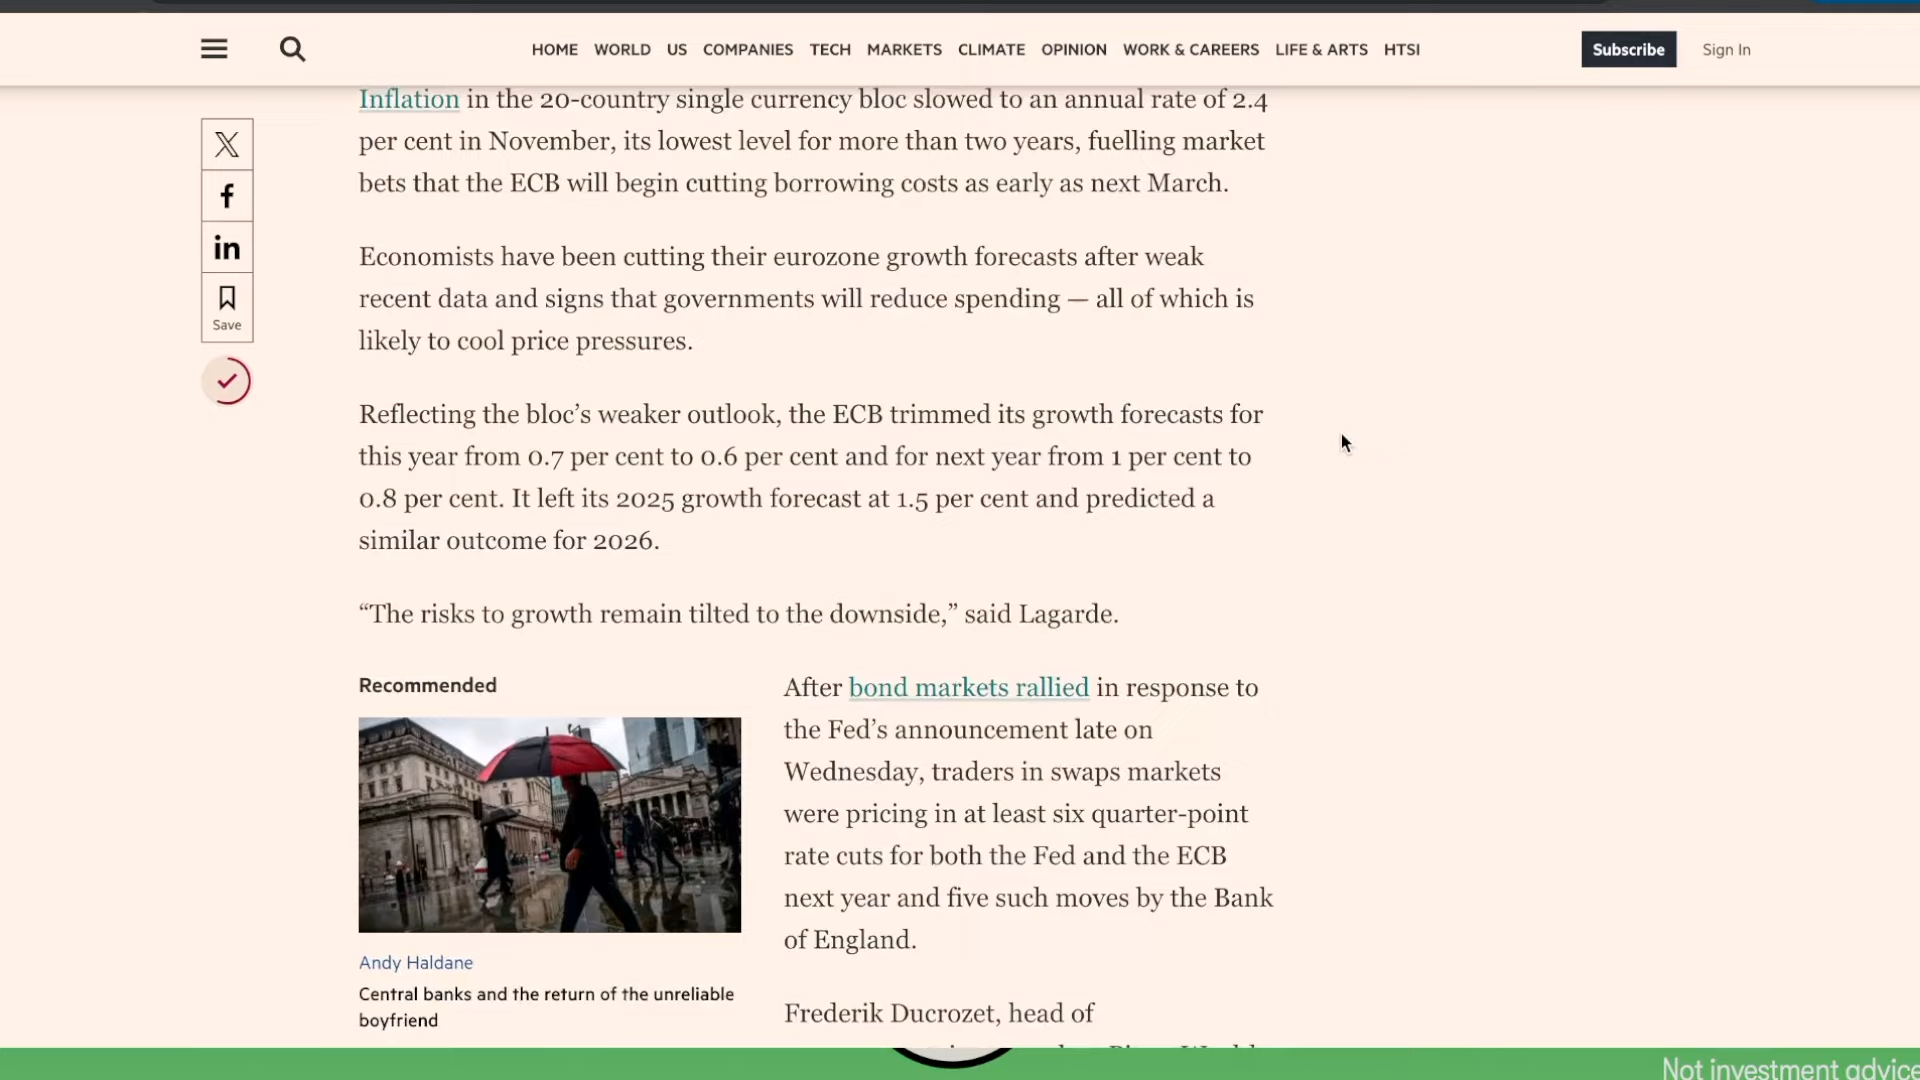 HOME WORLD US COMPANIES TECH MARKETS CLIMATE OPINION WORK & CAREERS LIFE & ARTS HTSI Subscribe Sign In
Inflation in the 20-country single currency bloc slowed to an annual rate of 2.4
per cent in November, its lowest level for more than two years, fuelling market
bets that the ECB will begin cutting borrowing costs as early as next March.
Save
Economists have been cutting their eurozone growth forecasts after weak
recent data and signs that governments will reduce spending — all of which is
likely to cool price pressures.
Reflecting the bloc’s weaker outlook, the ECB trimmed its growth forecasts for
this year from 0.7 per cent to 0.6 per cent and for next year from 1 per cent to
0.8 per cent. It left its 2025 growth forecast at 1.5 per cent and predicted a
similar outcome for 2026.
“The risks to growth remain tilted to the downside,” said Lagarde.
Recommended
Andy Haldane
Central banks and the return of the unreliable
boyfriend
After bond markets rallied in response to
the Fed’s announcement late on
Wednesday, traders in swaps markets
were pricing in at least six quarter-point
rate cuts for both the Fed and the ECB
next year and five such moves by the Bank
of England.
Frederik Ducrozet, head of
Not investment advice